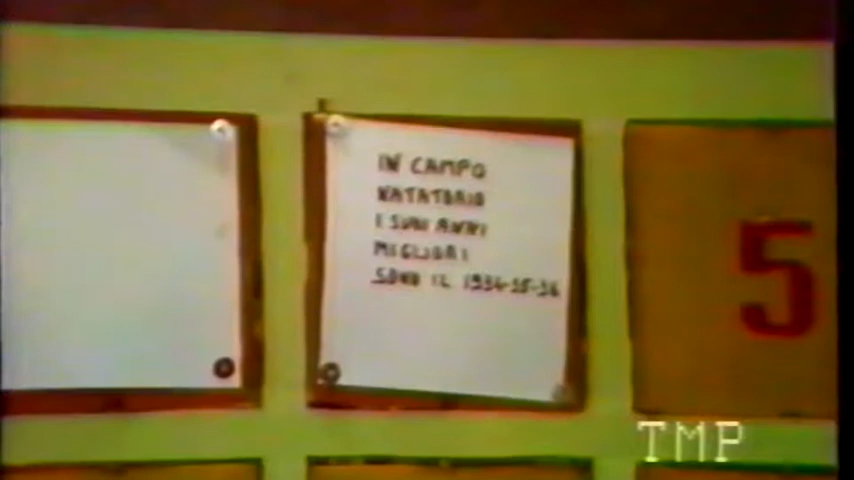 IN CAMPO
NATATORIO
I SUOI ANNI
MIGLIORI
SONO IL 1934-35-36
5
TMP